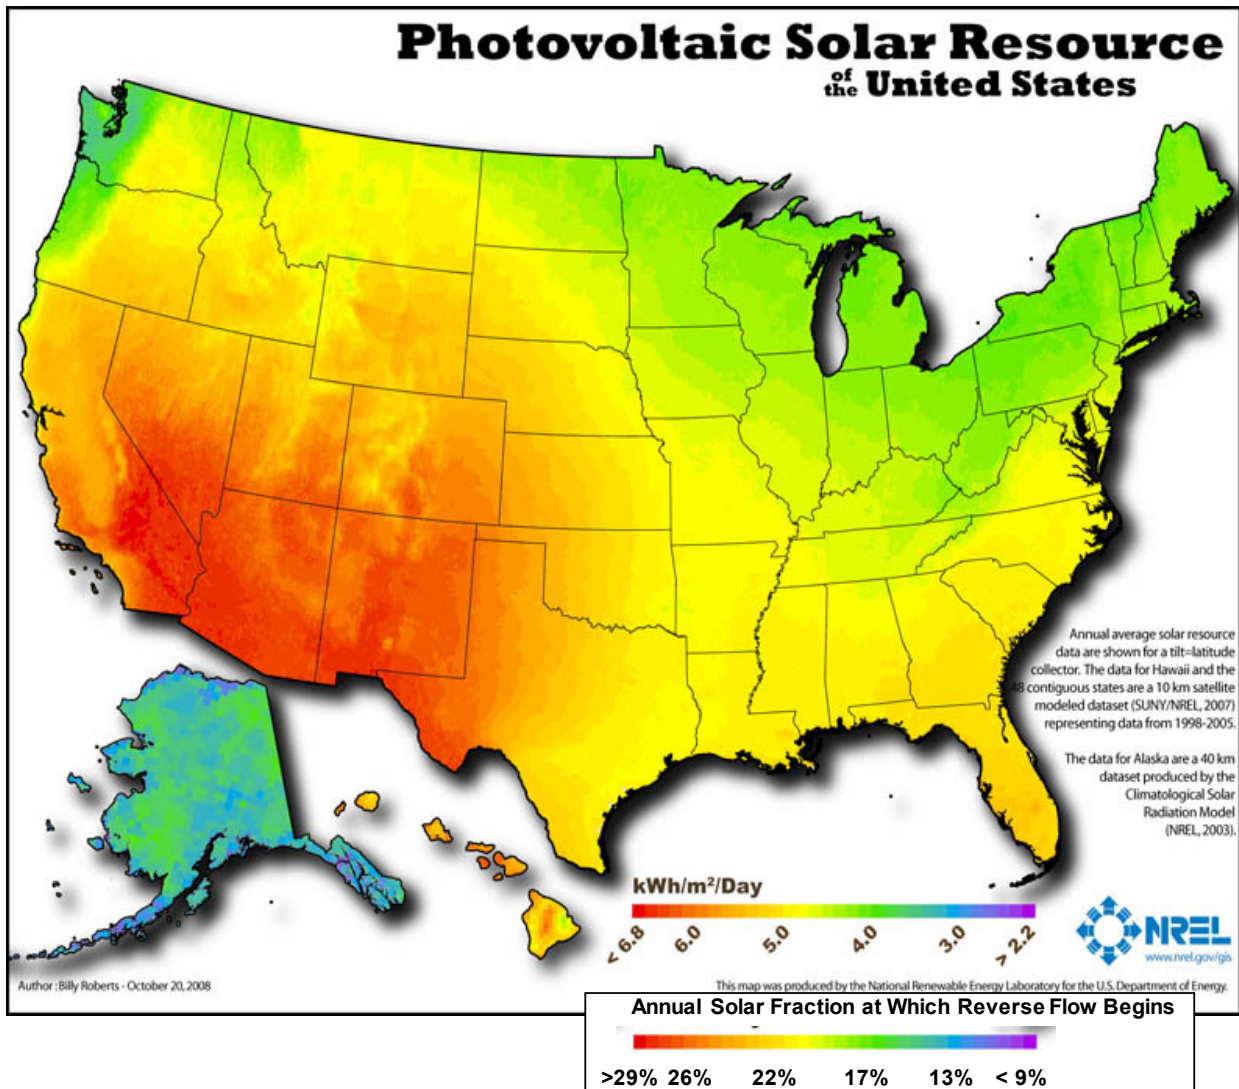 Photovoltaic Solar Resource
of the United States
Annual average solar resource
data are shown for a tilt=latitude
collector. The data for Hawaii and the
48 contiguous states are a 10 km satellite
modeled dataset (SUNY/NREL, 2007)
representing data from 1998-2005.
The data for Alaska are a 40 km
dataset produced by the
Climatological Solar
Radiation Model
(NREL, 2003).
kWh/m²/Day
< 6.8 6.0 5.0 4.0 3.0 > 2.2
NREL
www.nrel.gov/gis
Author : Billy Roberts - October 20, 2008
This map was produced by the National Renewable Energy Laboratory for the U.S. Department of Energy.
Annual Solar Fraction at Which Reverse Flow Begins
>29% 26% 22% 17% 13% < 9%